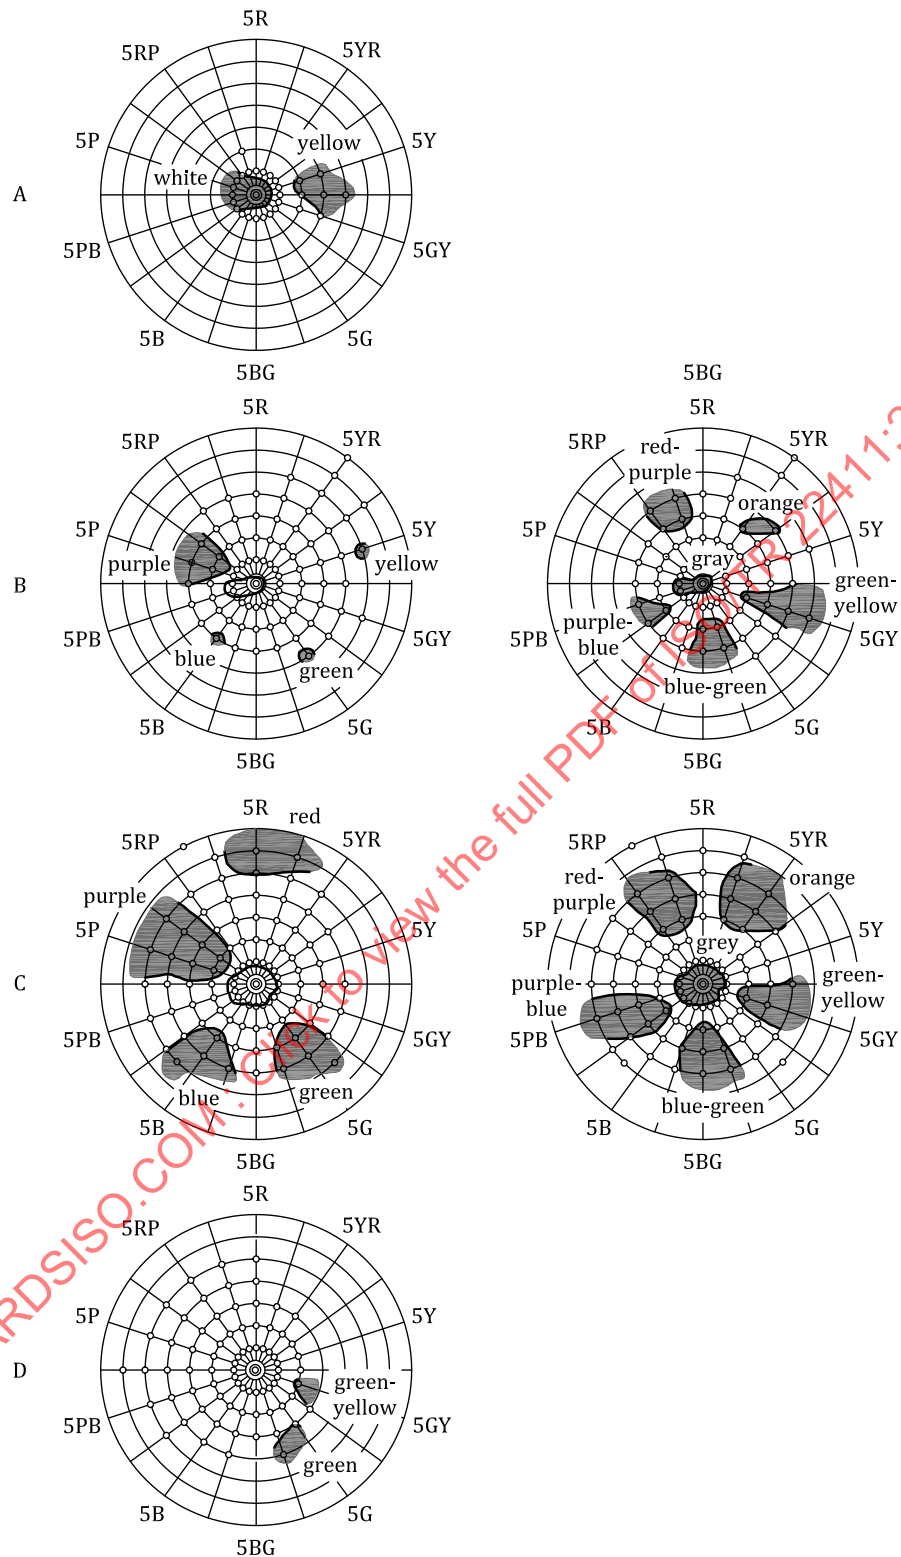 5R
5RP
5YR
5P
5Y
yellow
white
A
5PB
5GY
5B
5G
5BG
5BG
5R
5RP
5YR
5P
5Y
purple
yellow
B
5PB
5GY
blue
green
5B
5G
5BG
5R
5RP
5YR
red-
purple
orange
5P
5Y
gray
green-
yellow
purple-
blue
5PB
5GY
blue-green
5B
5G
5BG
5R
red
5RP
5YR
purple
5P
5Y
C
5PB
5GY
blue
green
5B
5G
5BG
5R
5RP
5YR
red-
purple
orange
5P
5Y
grey
purple-
blue
green-
yellow
5PB
5GY
blue-green
5B
5G
5BG
5R
5RP
5YR
5P
5Y
D
green-
yellow
5PB
5GY
green
5B
5G
5BG
ARDSISO.COM : Click to view the full PDF of ISO/TR 22411:2